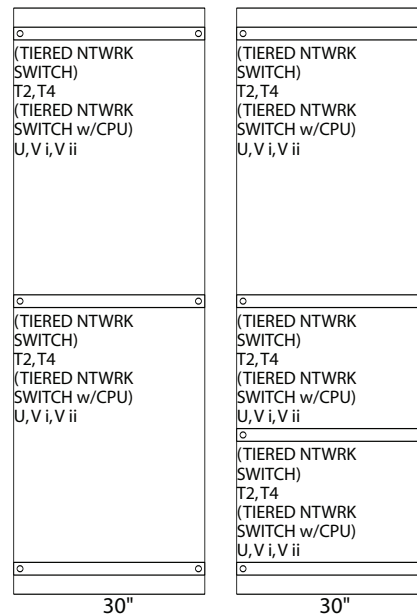 (TIERED NTWRK
SWITCH)
T2,T4
(TIERED NTWRK
SWITCH w/CPU)
U,V i,V ii
(TIERED NTWRK
SWITCH)
T2,T4
(TIERED NTWRK
SWITCH w/CPU)
U,V i,V ii
30"
(TIERED NTWRK
SWITCH)
T2,T4
(TIERED NTWRK
SWITCH w/CPU)
U,V i,V ii
(TIERED NTWRK
SWITCH)
T2,T4
(TIERED NTWRK
SWITCH w/CPU)
U,V i,V ii
(TIERED NTWRK
SWITCH)
T2,T4
(TIERED NTWRK
SWITCH w/CPU)
U,V i,V ii
30"